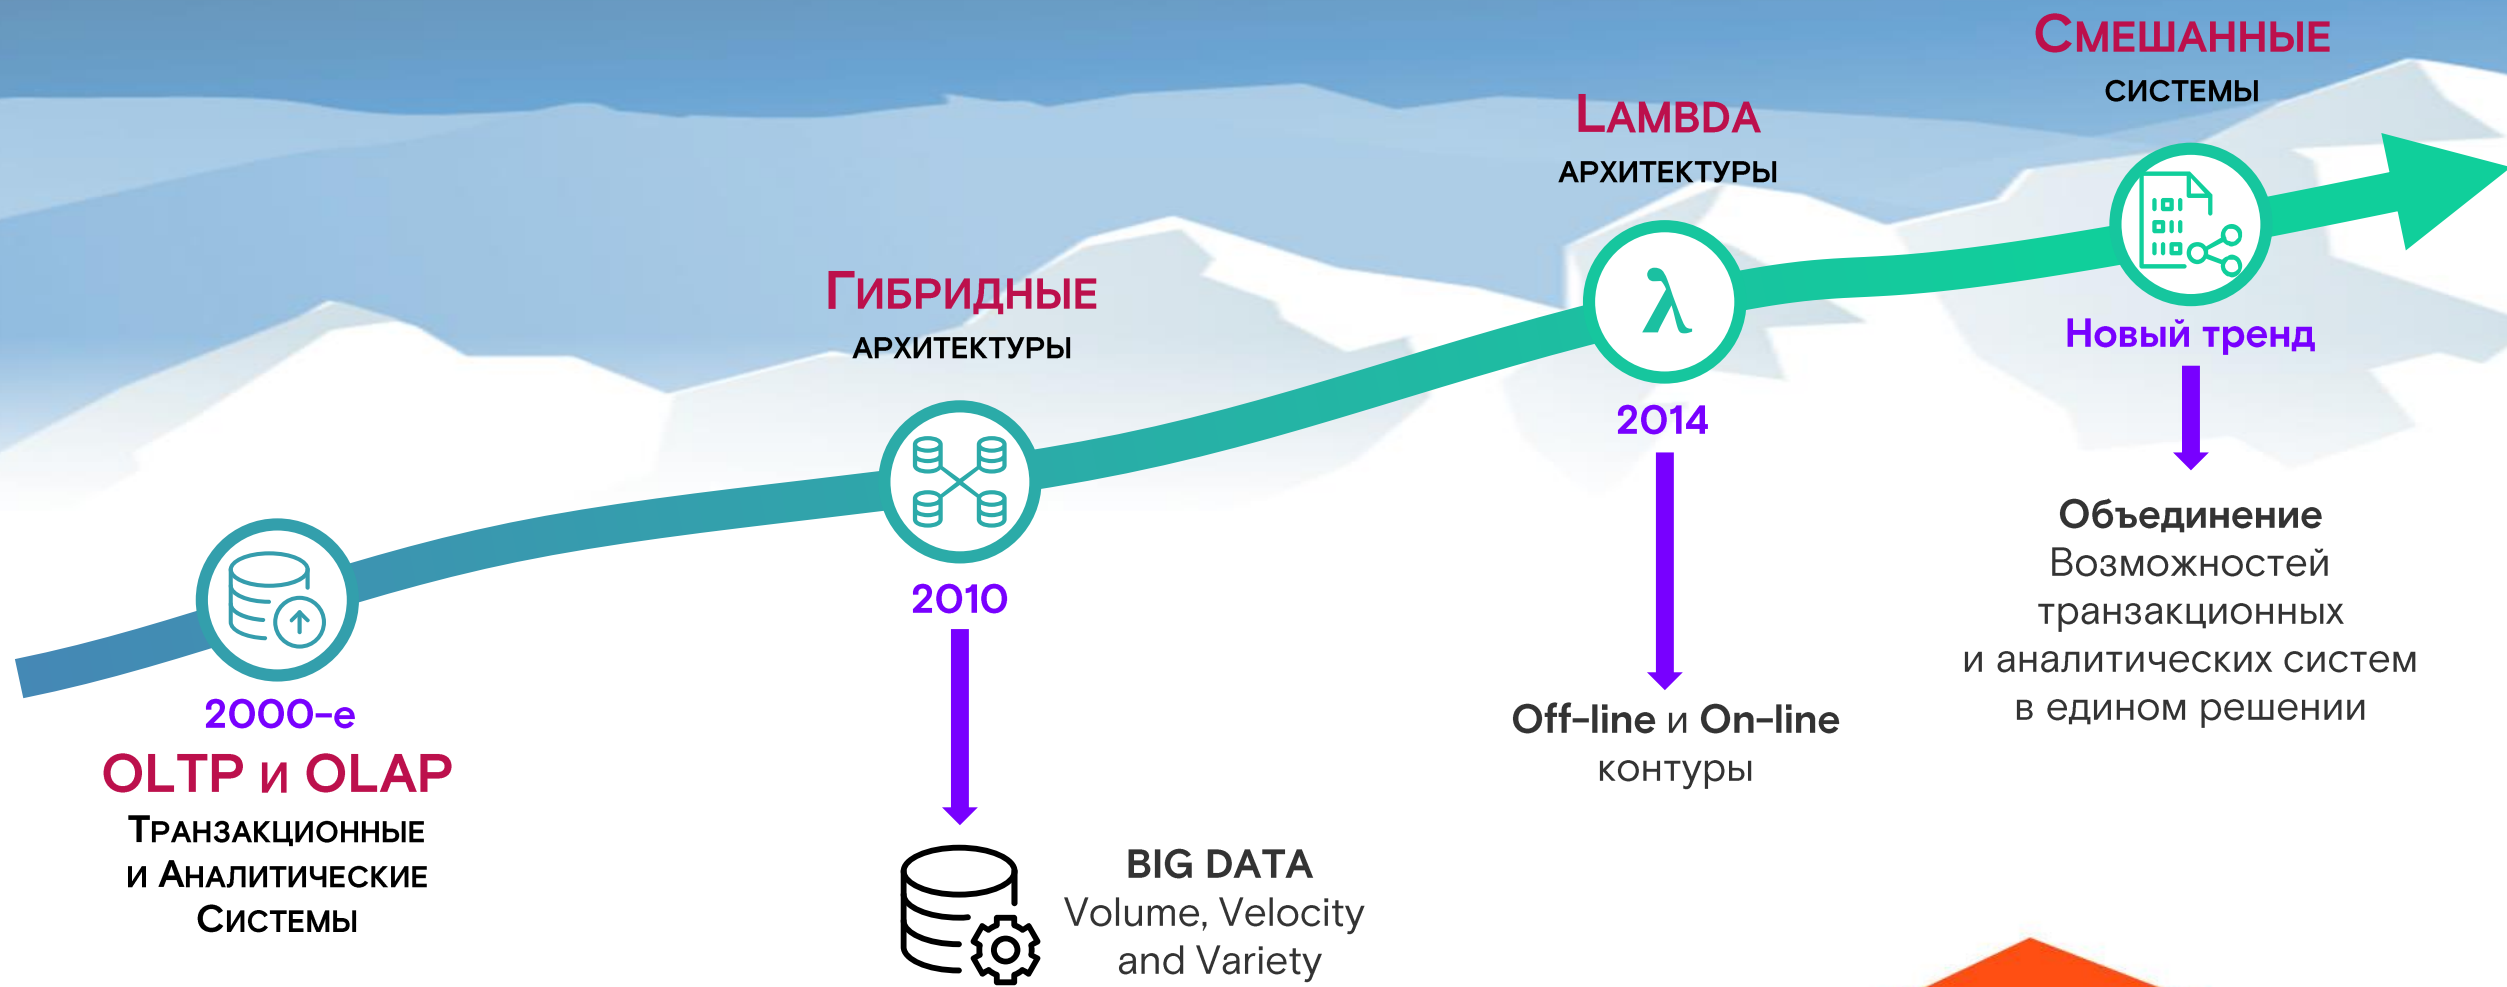 2000-е
OLTP и OLAP
Транзакционные
и Аналитические
Системы
Гибридные
архитектуры
2010
BIG DATA
Volume, Velocity
and Variety
Lambda
архитектуры
λ
2014
Off-line и On-line
контуры
Смешанные
системы
Новый тренд
Объединение
Возможностей
транзакционных
и аналитических систем
в едином решении